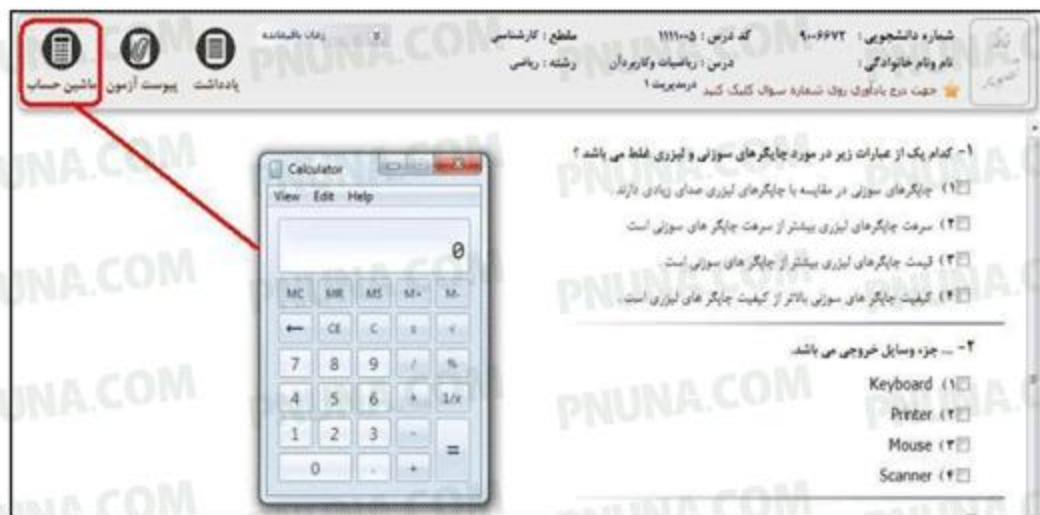 شماره دانشجویی : ۹۰۰۶۶۷۲
کد درس : ۱۱۱۱۰۰۵
مقطع : کارشناسی
زمان باقیمانده
نام ونام خانوادگی :
درس : ریاضیات وکاربردآن درمدیریت ۱
رشته : ریاضی
جهت درج یادآوری روی شماره سوال کلیک کنید
یادداشت
پیوست آزمون
ماشین حساب
۱- کدام یک از عبارات زیر در مورد چاپگرهای سوزنی و لیزری غلط می باشد ؟
۱) چاپگرهای سوزنی در مقایسه با چاپگرهای لیزری صدای زیادی دارند.
۲) سرعت چاپگرهای لیزری بیشتر از سرعت چاپگر های سوزنی است
۳) قیمت چاپگرهای لیزری بیشتر از چاپگر های سوزنی است
۴) کیفیت چاپگر های سوزنی بالاتر از کیفیت چاپگر های لیزری است .
۲- ... جزء وسایل خروجی می باشد.
۱) Keyboard
۲) Printer
۳) Mouse
۴) Scanner
Calculator
View Edit Help
0
MC MR MS M+ M-
← CE C ± √
7 8 9 / %
4 5 6 * 1/x
1 2 3 - =
0 . +
PNUNA.COM